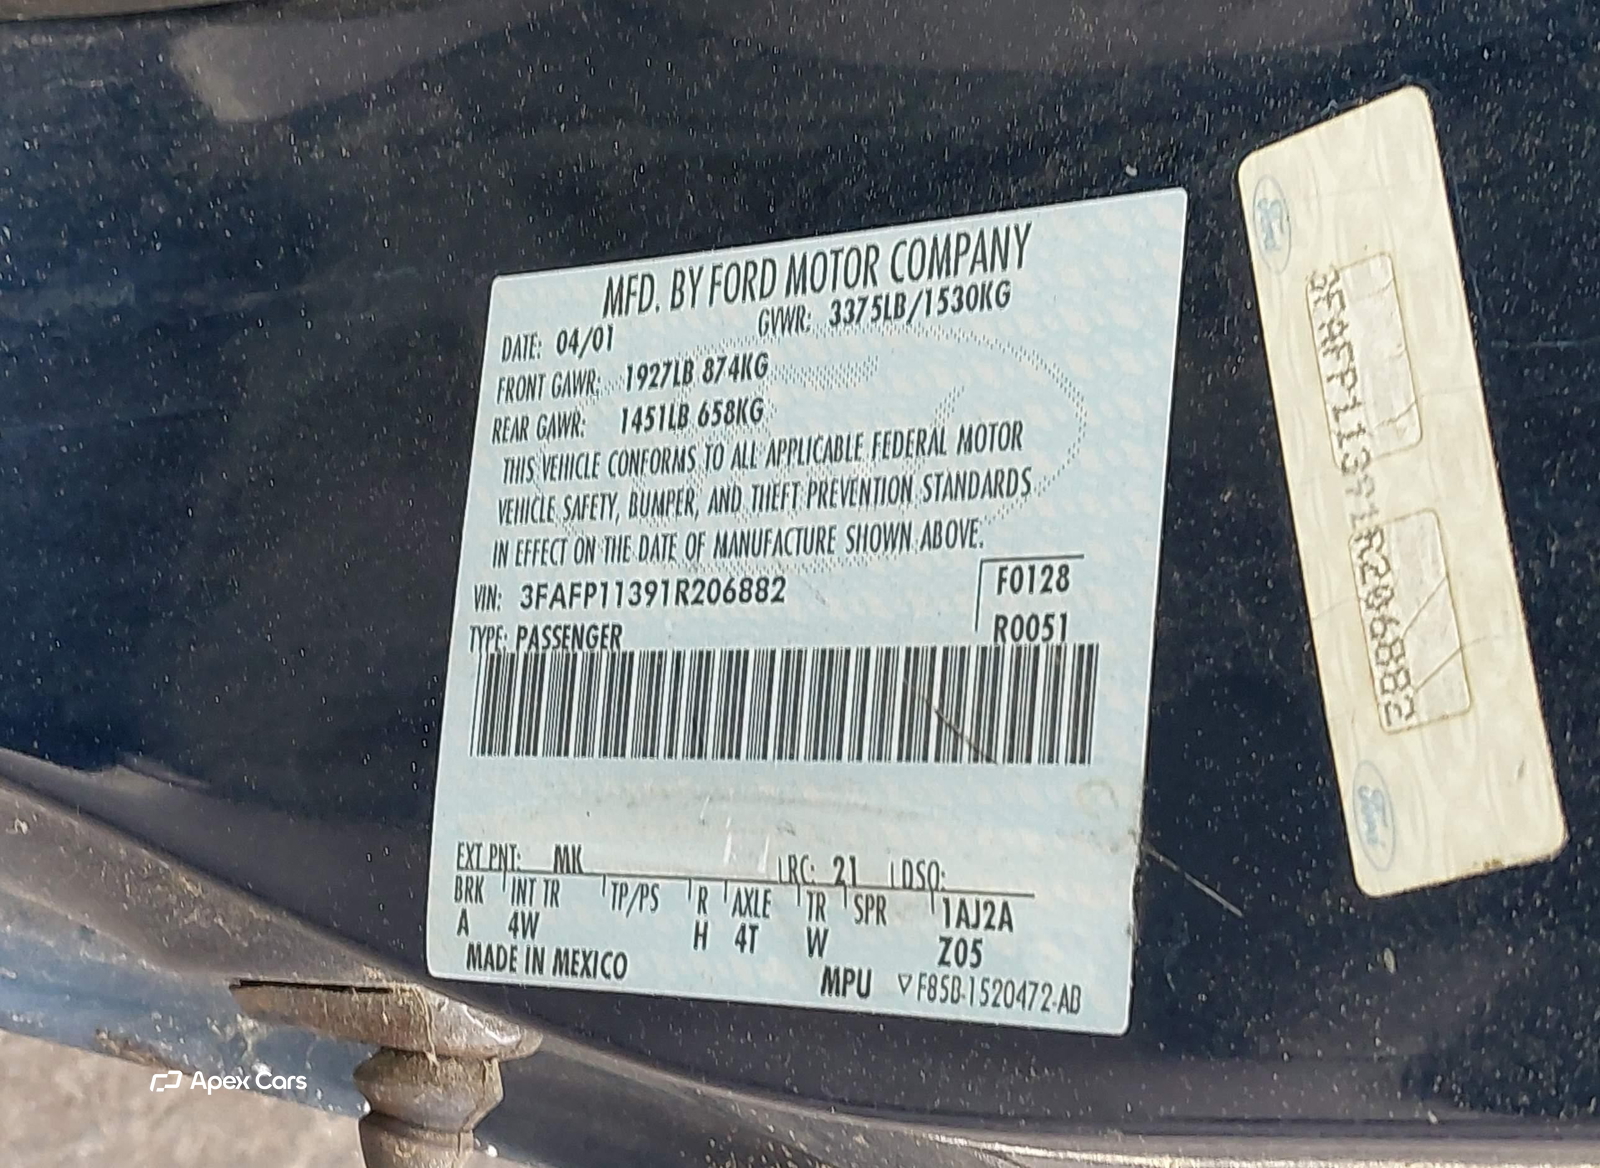 MFD. BY FORD MOTOR COMPANY
DATE: 04/01 GVWR: 3375LB/1530KG
FRONT GAWR: 1927LB 874KG
REAR GAWR: 1451LB 658KG
THIS VEHICLE CONFORMS TO ALL APPLICABLE FEDERAL MOTOR
VEHICLE SAFETY, BUMPER, AND THEFT PREVENTION STANDARDS
IN EFFECT ON THE DATE OF MANUFACTURE SHOWN ABOVE.
VIN: 3FAFP11391R206882 F0128
TYPE: PASSENGER R0051
EXT PNT: MK RC: 21 DSO:
BRK INT TR TP/PS R AXLE TR SPR 1AJ2A
A 4W H 4T W Z05
MADE IN MEXICO MPU F85B-1520472-AB
Ford
3FAFP11391R206882
Ford
Apex Cars